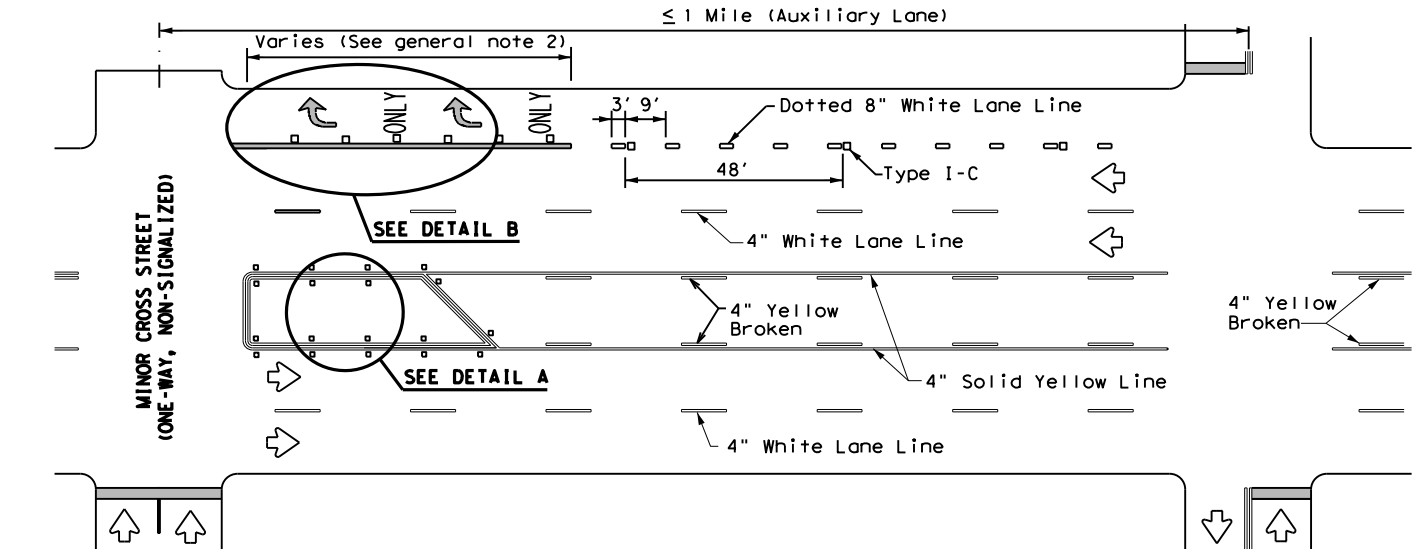 ≤ 1 Mile (Auxiliary Lane)
Varies (See general note 2)
ONLY
ONLY
3' 9'
Dotted 8" White Lane Line
48'
Type I-C
SEE DETAIL B
4" White Lane Line
MINOR CROSS STREET
(ONE-WAY, NON-SIGNALIZED)
4" Yellow
Broken
4" Yellow
Broken
SEE DETAIL A
4" Solid Yellow Line
4" White Lane Line